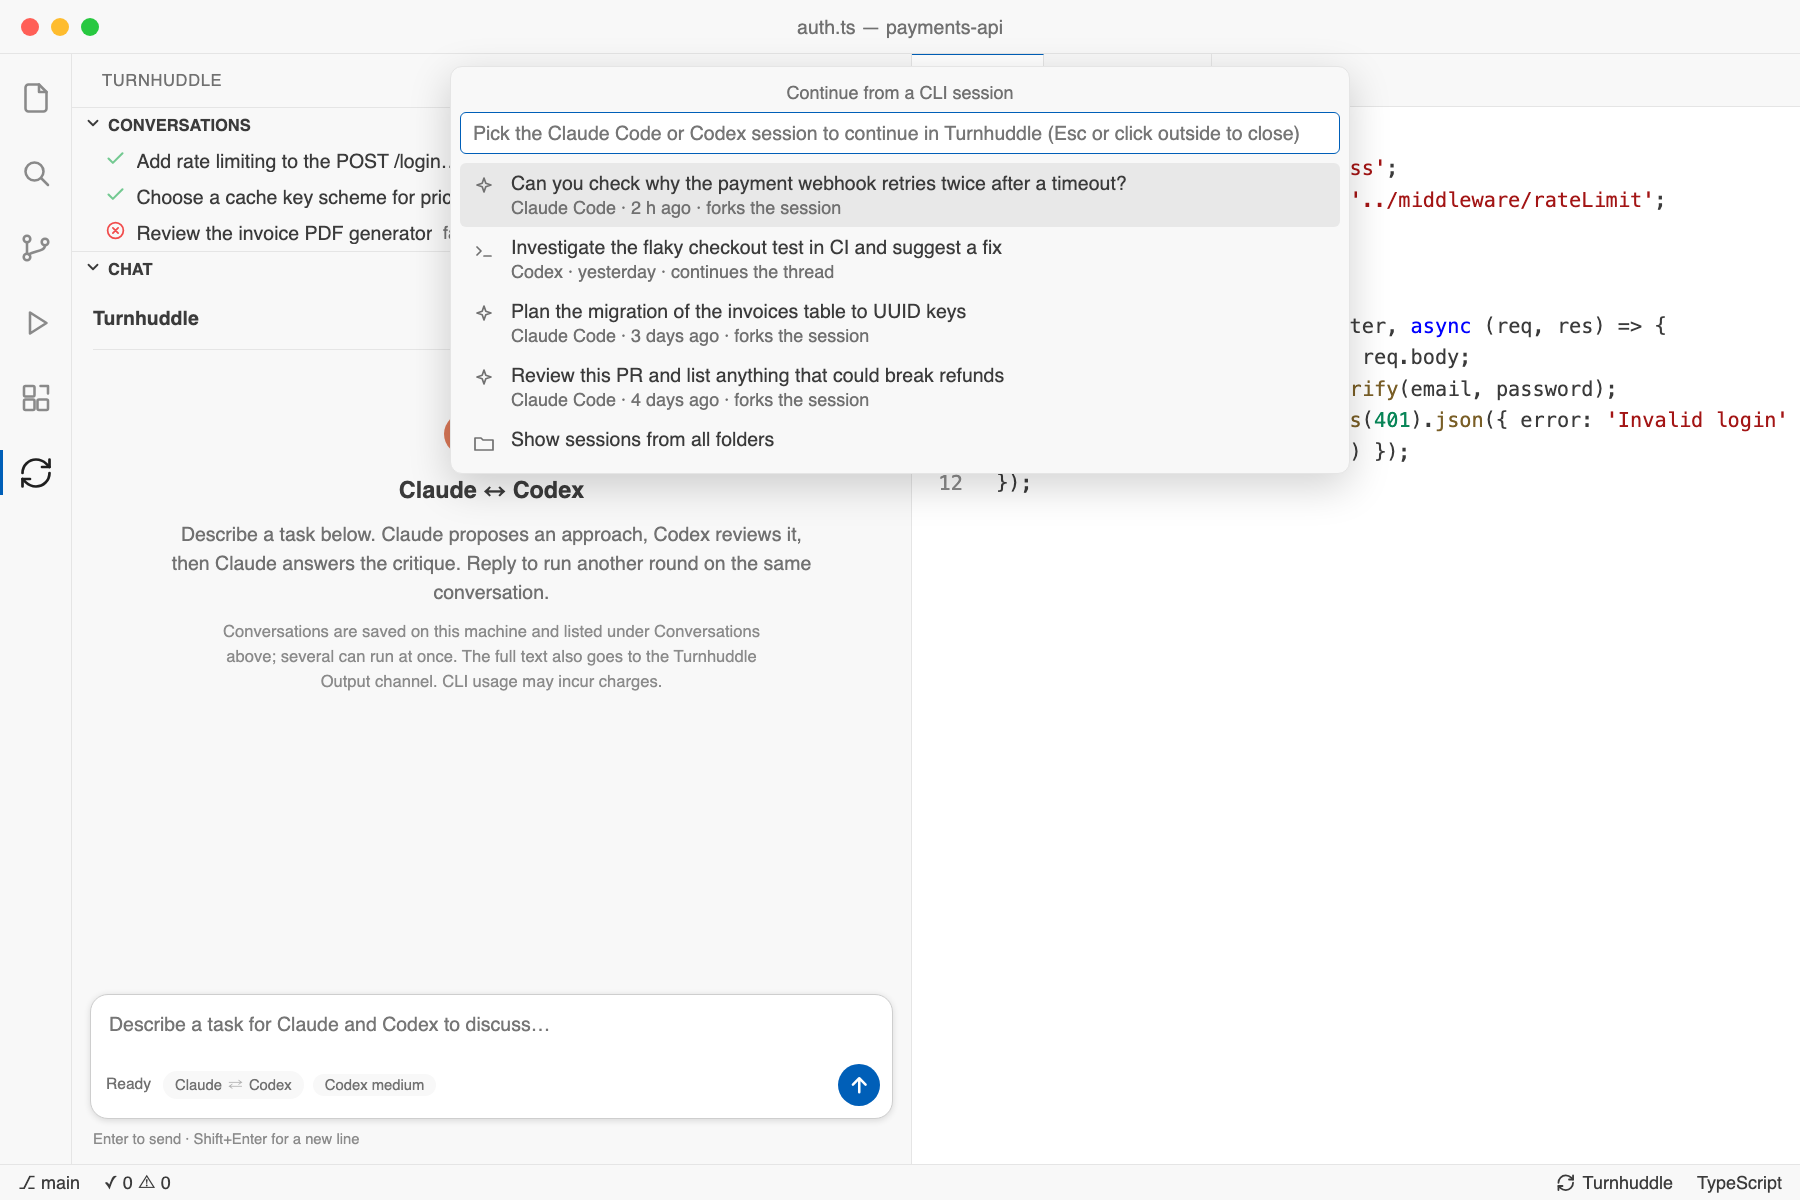 auth.ts — payments-api
TURNHUDDLE
CONVERSATIONS
Add rate limiting to the POST /login…
Choose a cache key scheme for pric
Review the invoice PDF generator
CHAT
Turnhuddle
Continue from a CLI session
Pick the Claude Code or Codex session to continue in Turnhuddle (Esc or click outside to close)
Can you check why the payment webhook retries twice after a timeout?
Claude Code · 2 h ago · forks the session
Investigate the flaky checkout test in CI and suggest a fix
Codex · yesterday · continues the thread
Plan the migration of the invoices table to UUID keys
Claude Code · 3 days ago · forks the session
Review this PR and list anything that could break refunds
Claude Code · 4 days ago · forks the session
Show sessions from all folders
ss';
'../middleware/rateLimit';
ter, async (req, res) => {
req.body;
rify(email, password);
s(401).json({ error: 'Invalid login'
) });
12 });
Claude ↔ Codex
Describe a task below. Claude proposes an approach, Codex reviews it,
then Claude answers the critique. Reply to run another round on the same
conversation.
Conversations are saved on this machine and listed under Conversations
above; several can run at once. The full text also goes to the Turnhuddle
Output channel. CLI usage may incur charges.
Describe a task for Claude and Codex to discuss…
Ready Claude ⇄ Codex Codex medium
Enter to send · Shift+Enter for a new line
main ✓ 0 ⚠ 0
Turnhuddle TypeScript